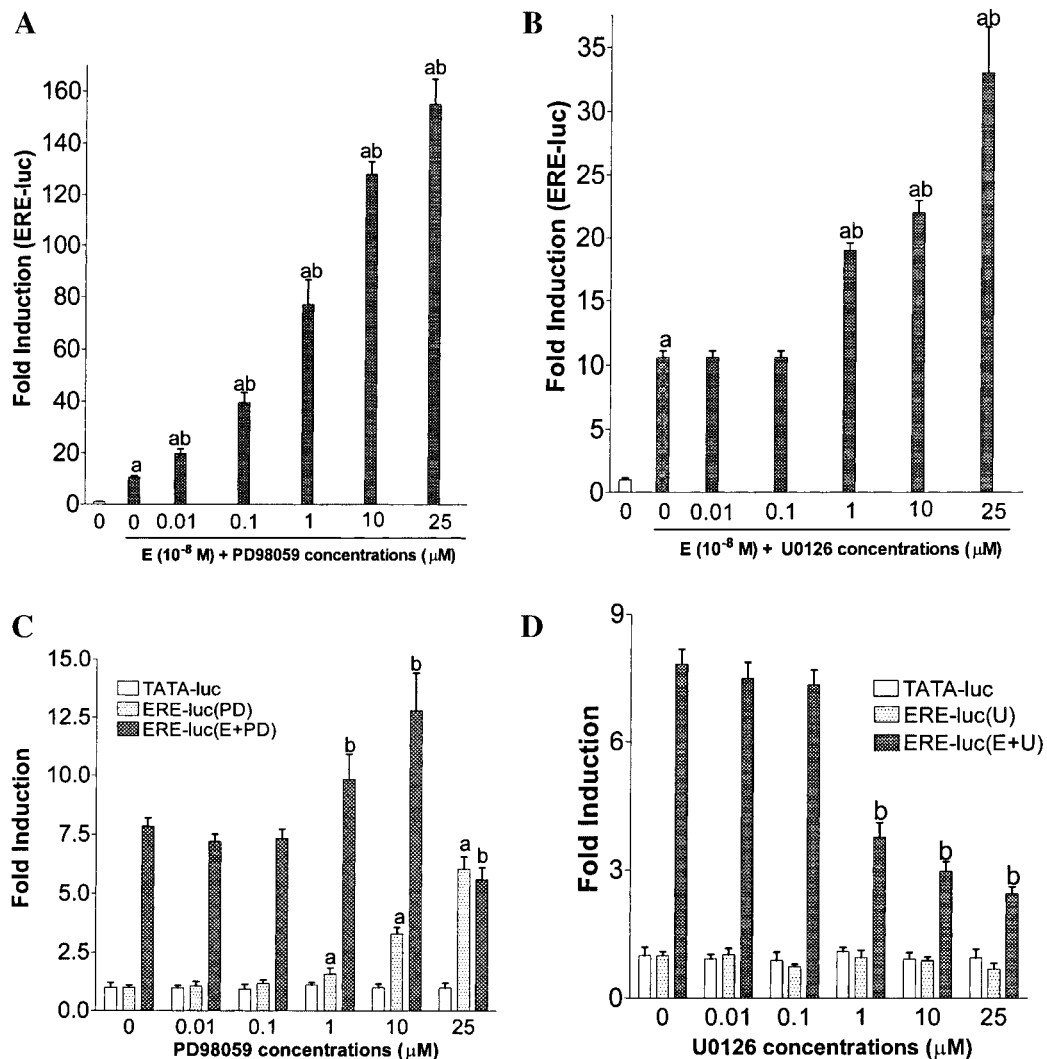 A
Fold Induction (ERE-luc)
160
140
120
100
80
60
40
20
0
a
ab
ab
ab
ab
ab
0 0 0.01 0.1 1 10 25
E (10⁻⁸ M) + PD98059 concentrations (μM)
B
Fold Induction (ERE-luc)
35
30
25
20
15
10
5
0
a
ab
ab
ab
0 0 0.01 0.1 1 10 25
E (10⁻⁸ M) + U0126 concentrations (μM)
C
Fold Induction
15.0
12.5
10.0
7.5
5.0
2.5
0.0
TATA-luc
ERE-luc(PD)
ERE-luc(E+PD)
a
b
a
b
a
b
0 0.01 0.1 1 10 25
PD98059 concentrations (μM)
D
Fold Induction
9
6
3
0
TATA-luc
ERE-luc(U)
ERE-luc(E+U)
b
b
b
0 0.01 0.1 1 10 25
U0126 concentrations (μM)